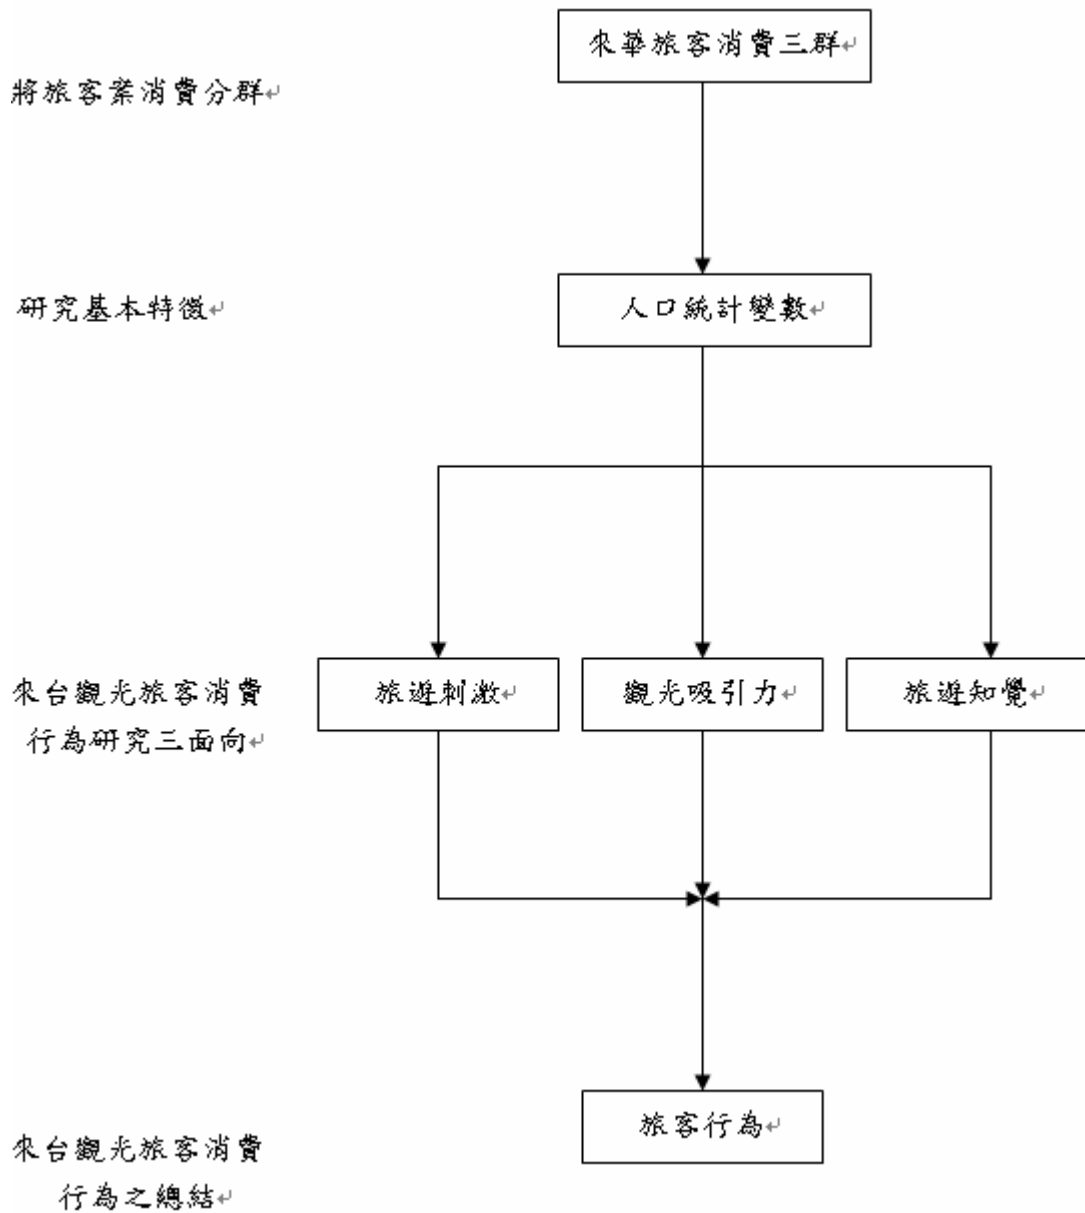 來華旅客消費三群
將旅客業消費分群
研究基本特徵
人口統計變數
來台觀光旅客消費
行為研究三面向
旅遊刺激
觀光吸引力
旅遊知覺
旅客行為
來台觀光旅客消費
行為之總結